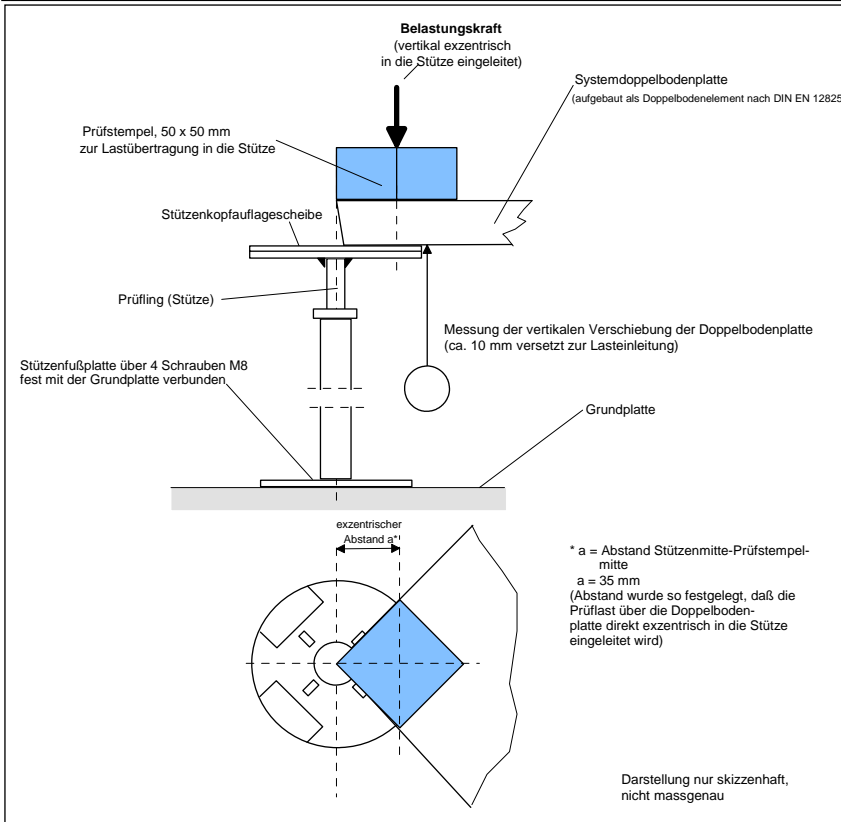 Belastungskraft
(vertikal exzentrisch
in die Stütze eingeleitet)
Systemdoppelbodenplatte
(aufgebaut als Doppelbodenelement nach DIN EN 12825
Prüfstempel, 50 x 50 mm
zur Lastübertragung in die Stütze
Stützenkopfauflagescheibe
Prüfling (Stütze)
Messung der vertikalen Verschiebung der Doppelbodenplatte
(ca. 10 mm versetzt zur Lasteinleitung)
Stützenfußplatte über 4 Schrauben M8
fest mit der Grundplatte verbunden
Grundplatte
exzentrischer
Abstand a*
* a = Abstand Stützenmitte-Prüfstempel-
mitte
a = 35 mm
(Abstand wurde so festgelegt, daß die
Prüflast über die Doppelboden-
platte direkt exzentrisch in die Stütze
eingeleitet wird)
Darstellung nur skizzenhaft,
nicht massgenau